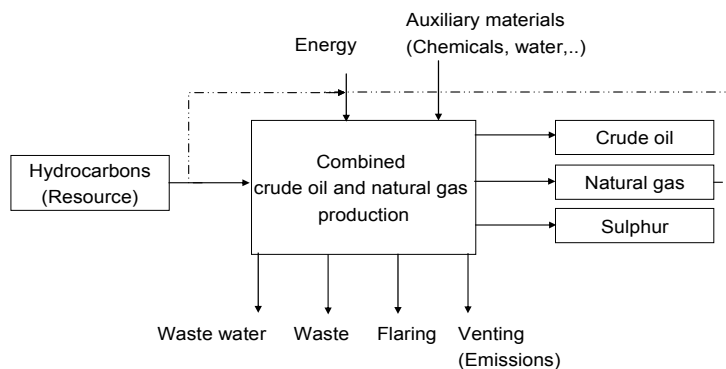 Energy
Auxiliary materials
(Chemicals, water,..)
Hydrocarbons
(Resource)
Combined
crude oil and natural gas
production
Crude oil
Natural gas
Sulphur
Waste water
Waste
Flaring
Venting
(Emissions)